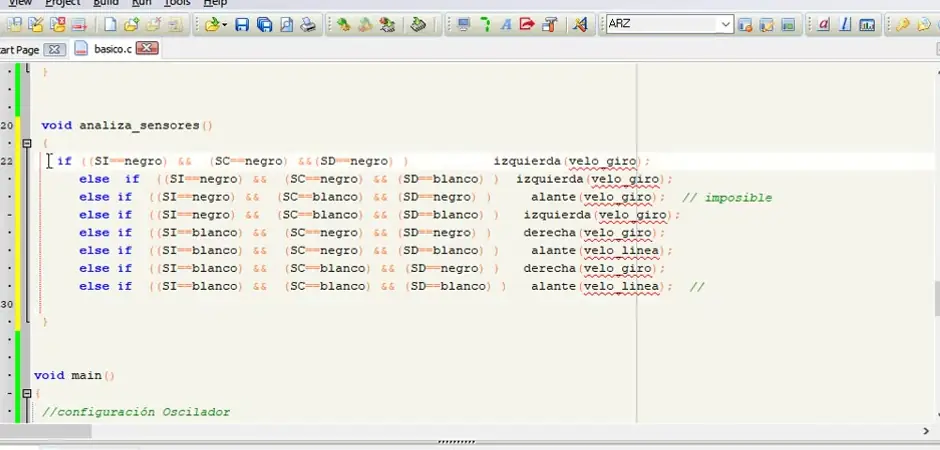 View Project Build Run Tools Help
ARZ
art Page basico.c
}
20 void analiza_sensores()
{
22 if ((SI==negro) && (SC==negro) &&(SD==negro) ) izquierda(velo_giro);
else if ((SI==negro) && (SC==negro) && (SD==blanco) ) izquierda(velo_giro);
else if ((SI==negro) && (SC==blanco) && (SD==negro) ) alante(velo_giro); // imposible
else if ((SI==negro) && (SC==blanco) && (SD==blanco) ) izquierda(velo_giro);
else if ((SI==blanco) && (SC==negro) && (SD==negro) ) derecha(velo_giro);
else if ((SI==blanco) && (SC==negro) && (SD==blanco) ) alante(velo_linea);
else if ((SI==blanco) && (SC==blanco) && (SD==negro) ) derecha(velo_giro);
else if ((SI==blanco) && (SC==blanco) && (SD==blanco) ) alante(velo_linea); //
30
}
void main()
{
//configuración Oscilador